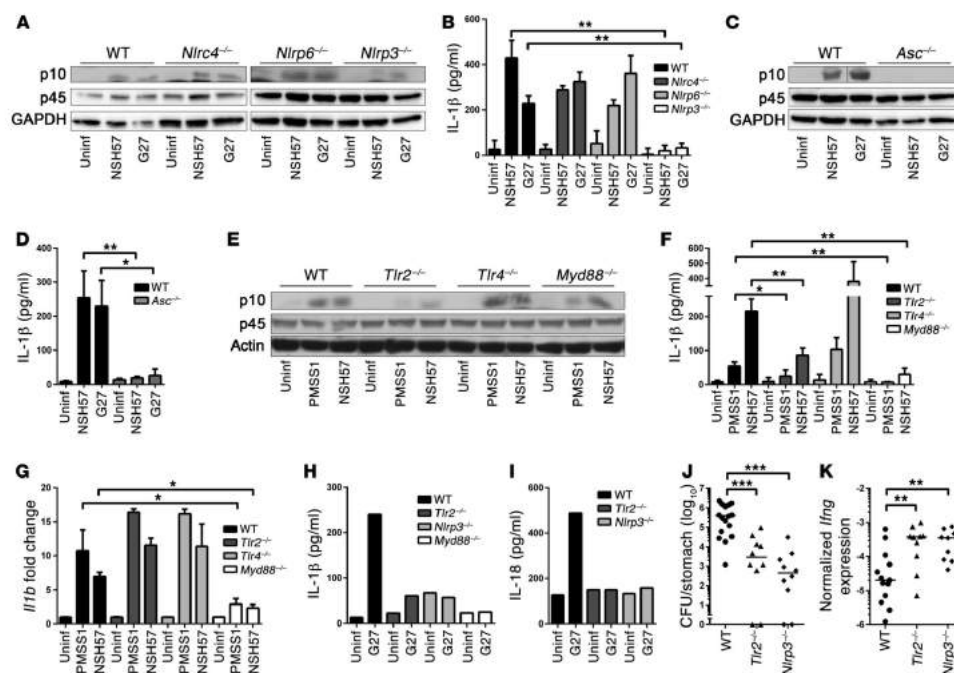 A
WT Nlrc4–/– Nlrp6–/– Nlrp3–/–
p10
p45
GAPDH
Uninf NSH57 G27 Uninf NSH57 G27 Uninf NSH57 G27 Uninf NSH57 G27
B
IL-1β (pg/ml)
600
400
200
0
** **
WT
Nlrc4–/–
Nlrp6–/–
Nlrp3–/–
Uninf NSH57 G27 Uninf NSH57 G27 Uninf NSH57 G27 Uninf NSH57 G27
C
WT Asc–/–
p10
p45
GAPDH
Uninf NSH57 G27 Uninf NSH57 G27
D
IL-1β (pg/ml)
400
300
200
100
0
** *
WT
Asc–/–
Uninf NSH57 G27 Uninf NSH57 G27
E
WT Tlr2–/– Tlr4–/– Myd88–/–
p10
p45
Actin
Uninf PMSS1 NSH57 Uninf PMSS1 NSH57 Uninf PMSS1 NSH57 Uninf PMSS1 NSH57
F
IL-1β (pg/ml)
500
400
300
200
100
0
** ** ** *
WT
Tlr2–/–
Tlr4–/–
Myd88–/–
Uninf PMSS1 NSH57 Uninf PMSS1 NSH57 Uninf PMSS1 NSH57 Uninf PMSS1 NSH57
G
Il1b fold change
20
15
10
5
0
* *
WT
Tlr2–/–
Tlr4–/–
Myd88–/–
Uninf PMSS1 NSH57 Uninf PMSS1 NSH57 Uninf PMSS1 NSH57 Uninf PMSS1 NSH57
H
IL-1β (pg/ml)
300
200
100
0
WT
Tlr2–/–
Nlrp3–/–
Myd88–/–
Uninf G27 Uninf G27 Uninf G27 Uninf G27
I
IL-18 (pg/ml)
600
400
200
0
WT
Tlr2–/–
Nlrp3–/–
Uninf G27 Uninf G27 Uninf G27
J
CFU/stomach (log10)
*** ***
WT Tlr2–/– Nlrp3–/–
K
Normalized Ifng
expression
-2
-3
-4
-5
-6
** **
WT Tlr2–/– Nlrp3–/–